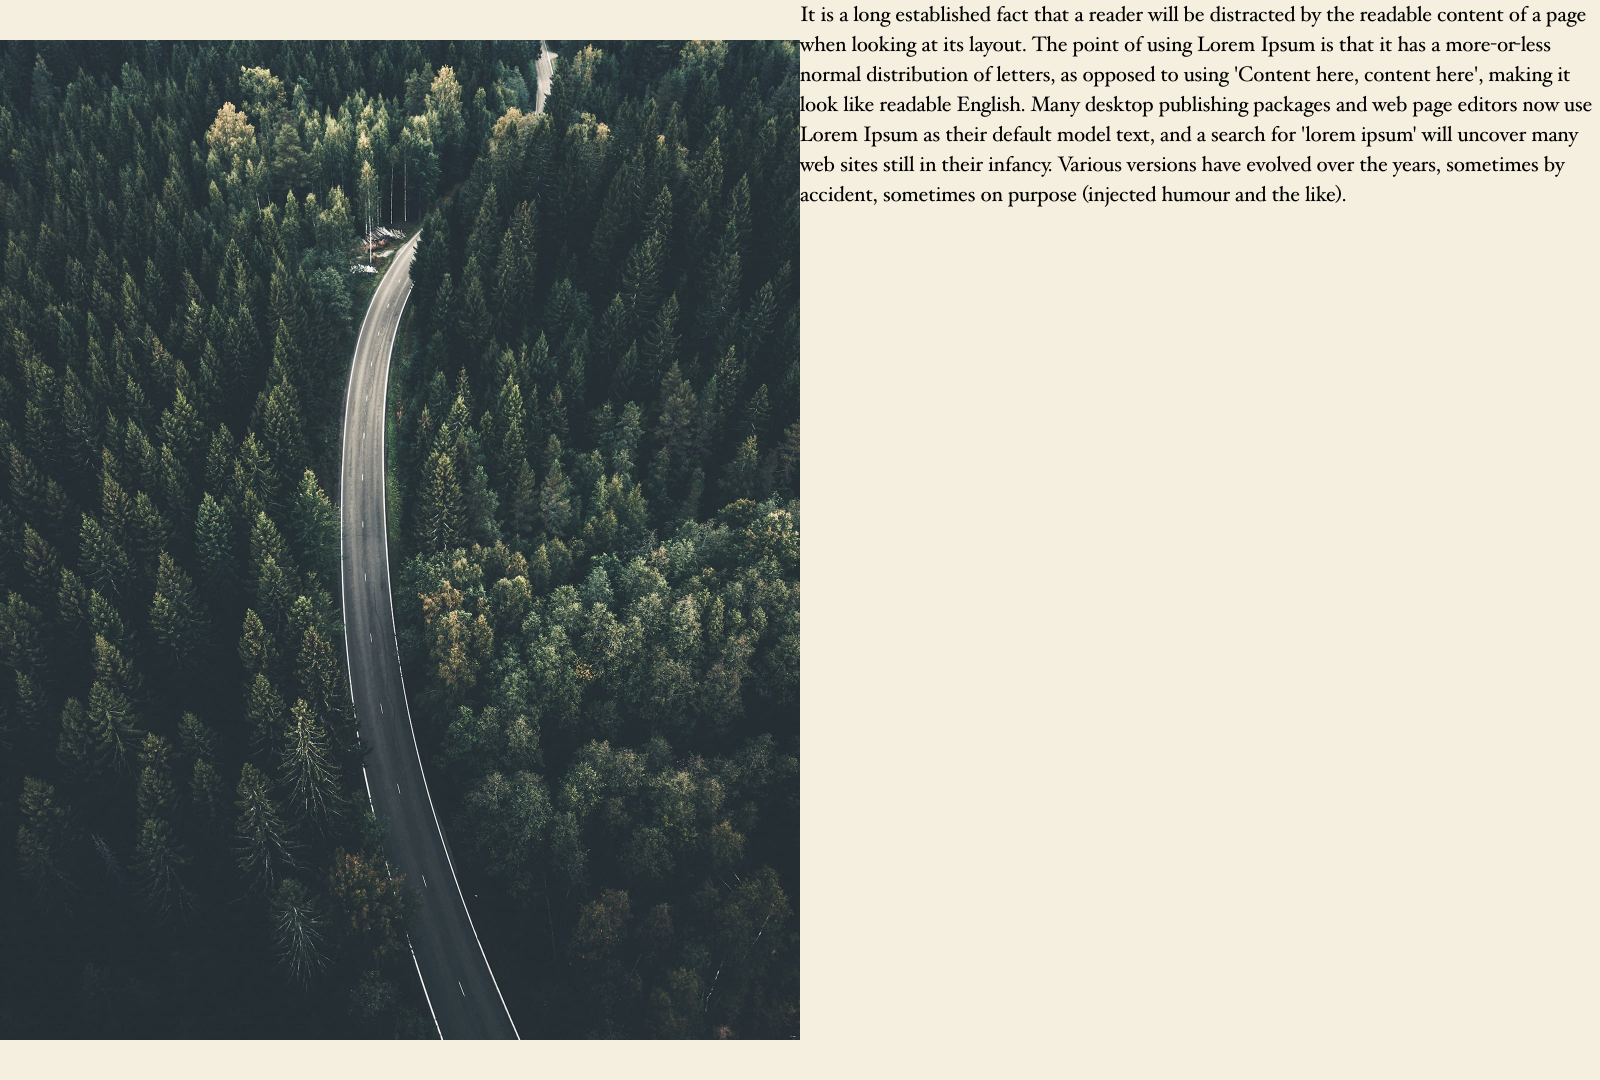 It is a long established fact that a reader will be distracted by the readable content of a page
when looking at its layout. The point of using Lorem Ipsum is that it has a more-or-less
normal distribution of letters, as opposed to using 'Content here, content here', making it
look like readable English. Many desktop publishing packages and web page editors now use
Lorem Ipsum as their default model text, and a search for 'lorem ipsum' will uncover many
web sites still in their infancy. Various versions have evolved over the years, sometimes by
accident, sometimes on purpose (injected humour and the like).